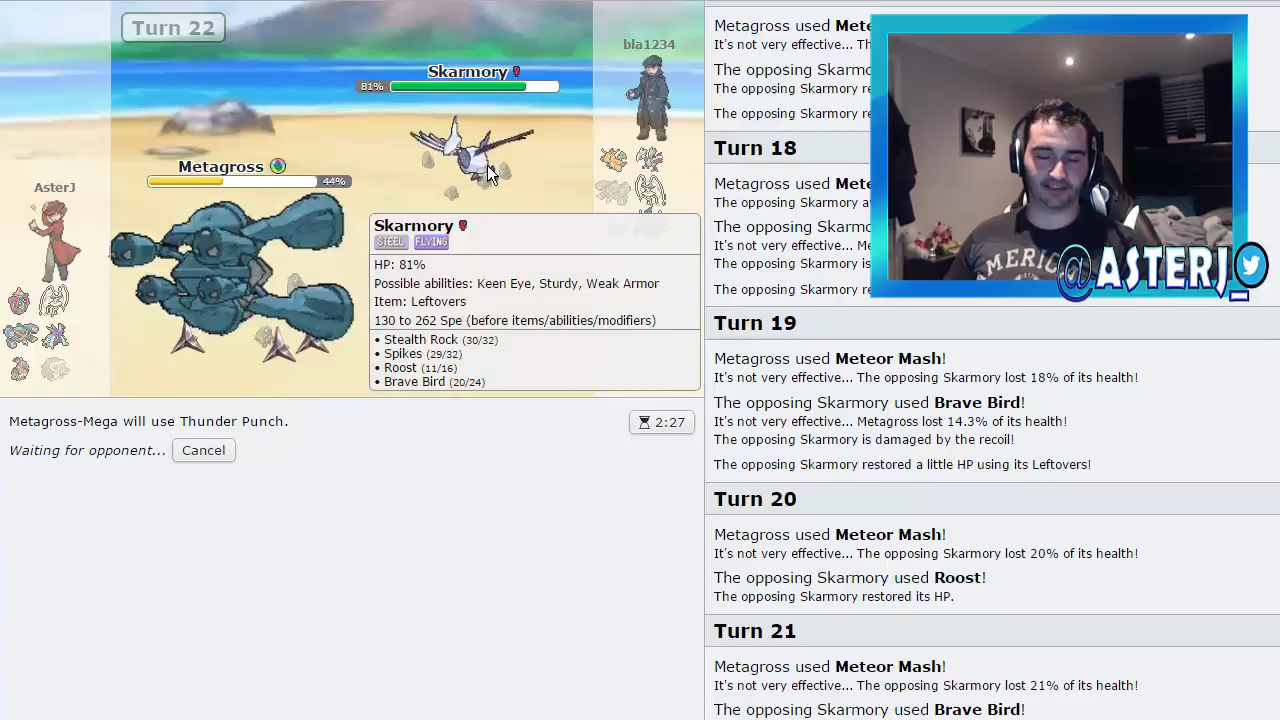 Turn 22
bla1234
Skarmory
81%
Metagross
44%
AsterJ
Skarmory
STEEL FLYING
HP: 81%
Possible abilities: Keen Eye, Sturdy, Weak Armor
Item: Leftovers
130 to 262 Spe (before items/abilities/modifiers)
• Stealth Rock (30/32)
• Spikes (29/32)
• Roost (11/16)
• Brave Bird (20/24)
Metagross-Mega will use Thunder Punch.
2:27
Waiting for opponent...
Cancel
Metagross used Mete
It's not very effective... Th
The opposing Skarmo
The opposing Skarmory re
The opposing Skarmory re
Turn 18
Metagross used Mete
The opposing Skarmory av
The opposing Skarmo
It's not very effective... Me
The opposing Skarmory is
The opposing Skarmory re
Turn 19
Metagross used Meteor Mash!
It's not very effective... The opposing Skarmory lost 18% of its health!
The opposing Skarmory used Brave Bird!
It's not very effective... Metagross lost 14.3% of its health!
The opposing Skarmory is damaged by the recoil!
The opposing Skarmory restored a little HP using its Leftovers!
Turn 20
Metagross used Meteor Mash!
It's not very effective... The opposing Skarmory lost 20% of its health!
The opposing Skarmory used Roost!
The opposing Skarmory restored its HP.
Turn 21
Metagross used Meteor Mash!
It's not very effective... The opposing Skarmory lost 21% of its health!
The opposing Skarmory used Brave Bird!
AMERIC
@ASTERJ_